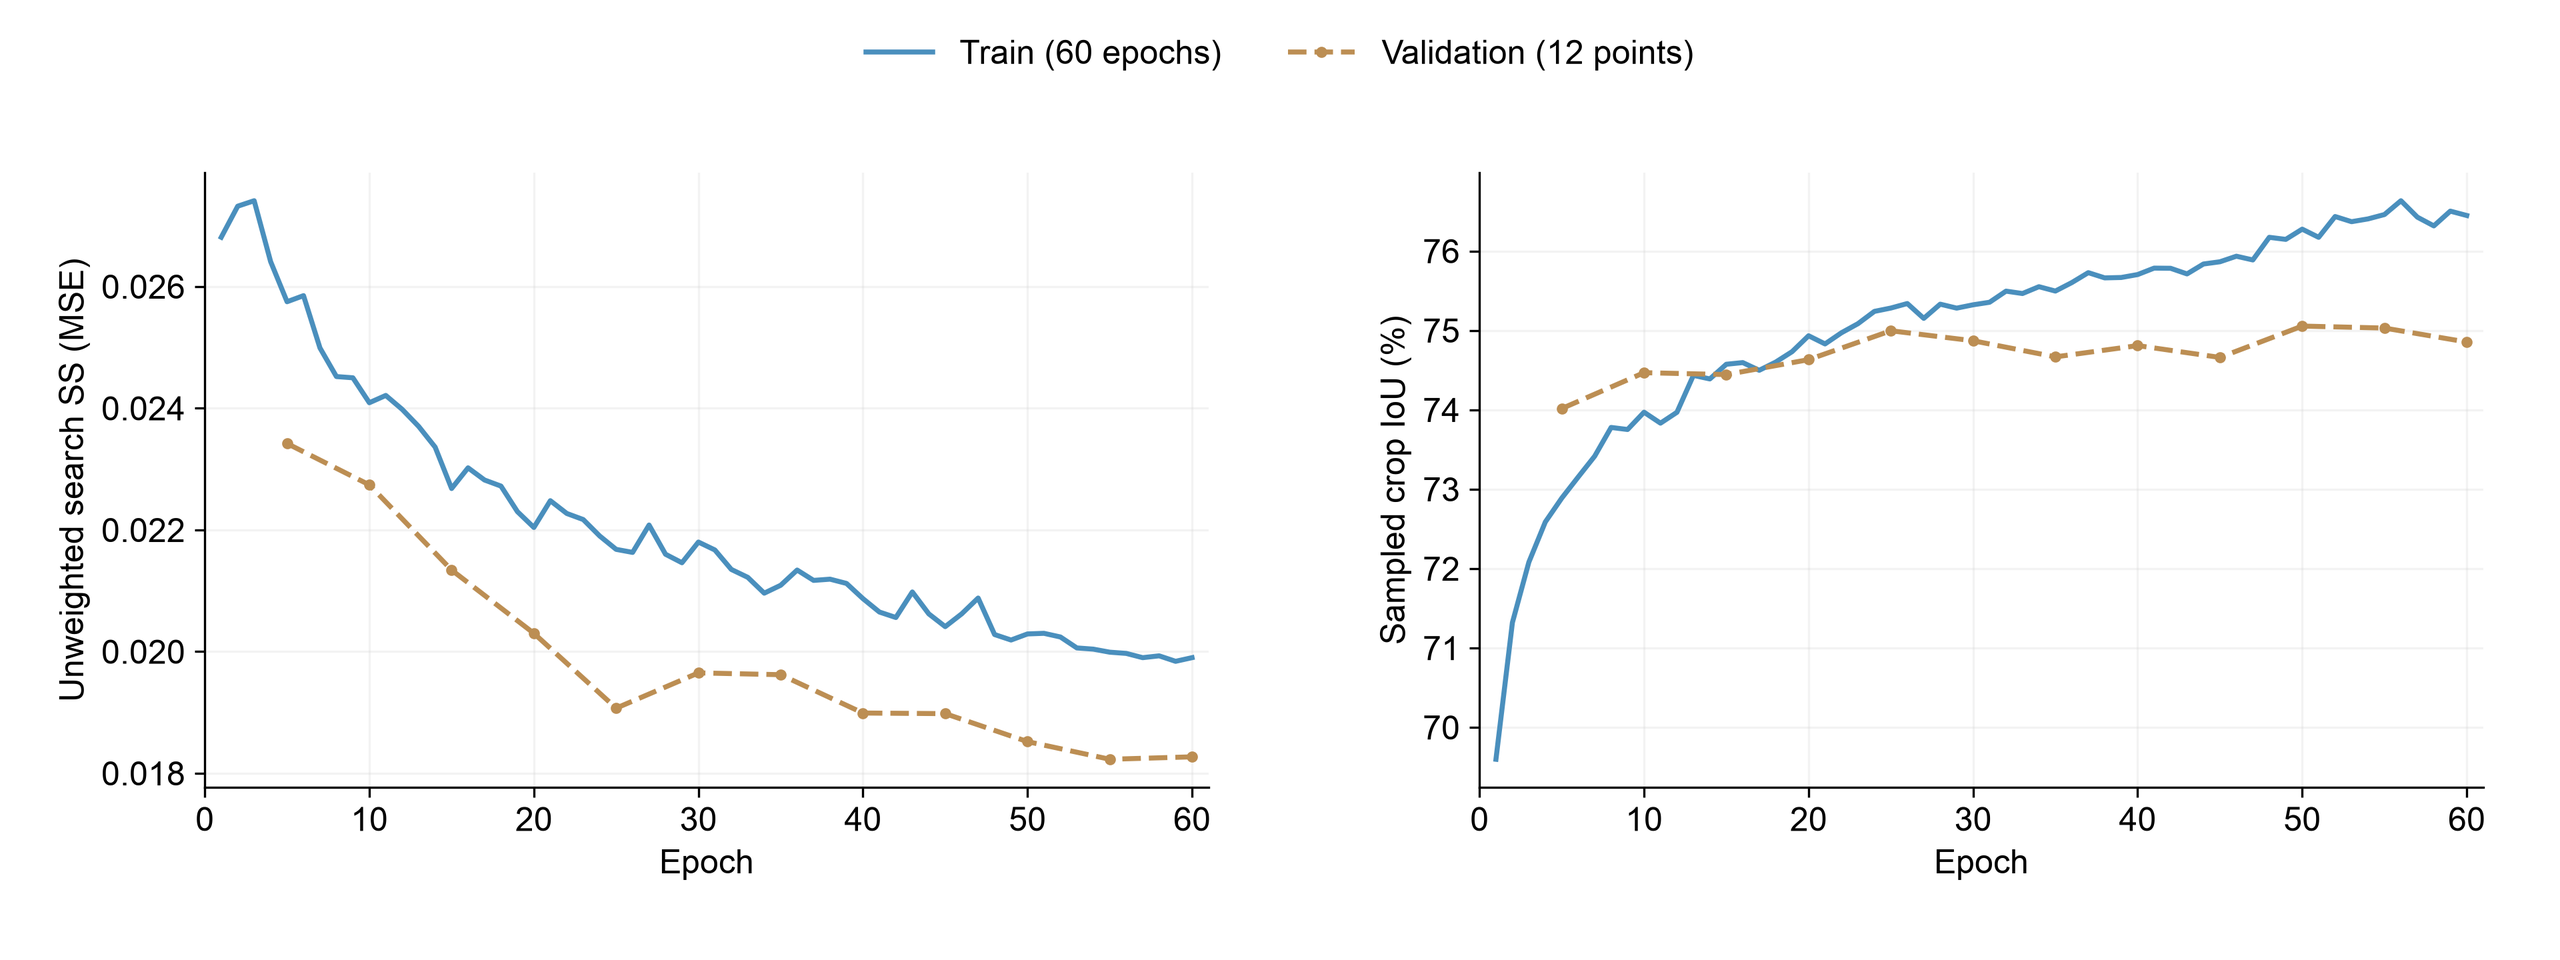 Train (60 epochs)
Validation (12 points)
Unweighted search SS (MSE)
0.026
0.024
0.022
0.020
0.018
0 10 20 30 40 50 60
Epoch
Sampled crop IoU (%)
76
75
74
73
72
71
70
0 10 20 30 40 50 60
Epoch